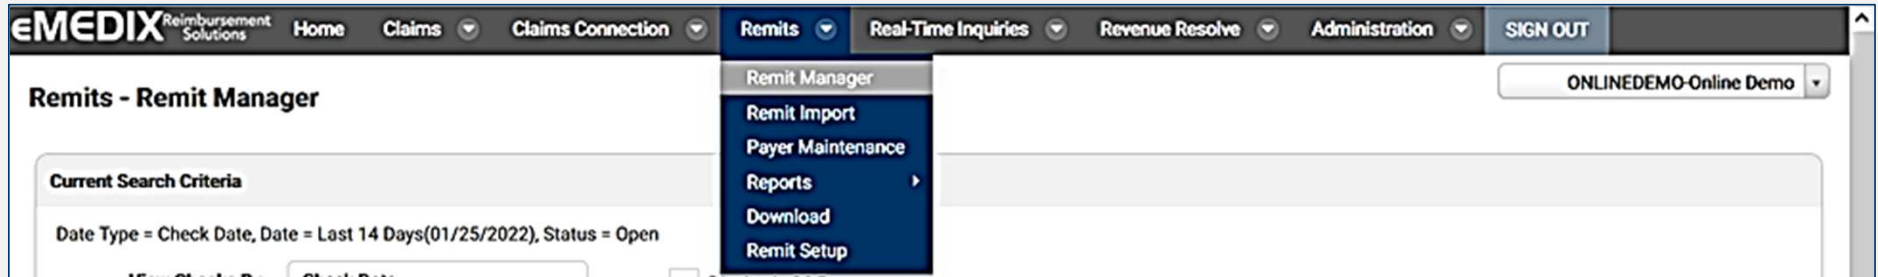 eMEDIX Reimbursement Solutions Home Claims Claims Connection Remits Real-Time Inquiries Revenue Resolve Administration SIGN OUT
Remit Manager
ONLINEDEMO-Online Demo
Remits - Remit Manager
Remit Import
Payer Maintenance
Current Search Criteria
Reports
Download
Date Type = Check Date, Date = Last 14 Days(01/25/2022), Status = Open
Remit Setup